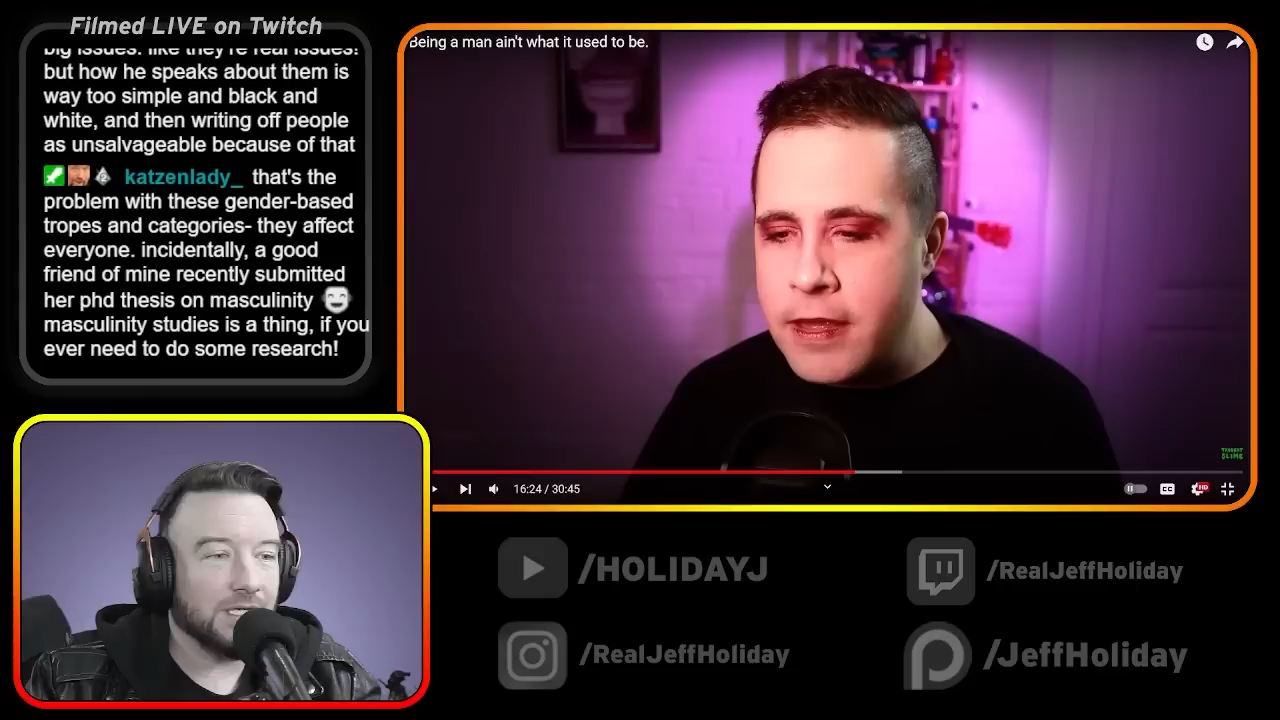 Filmed LIVE on Twitch
big issues. like they're real issues!
but how he speaks about them is
way too simple and black and
white, and then writing off people
as unsalvageable because of that
katzenlady_ that's the
problem with these gender-based
tropes and categories- they affect
everyone. incidentally, a good
friend of mine recently submitted
her phd thesis on masculinity
masculinity studies is a thing, if you
ever need to do some research!
Being a man ain't what it used to be.
THOUGHT
SLIME
16:24 / 30:45
CC
HD
/HOLIDAYJ
/RealJeffHoliday
/RealJeffHoliday
/JeffHoliday